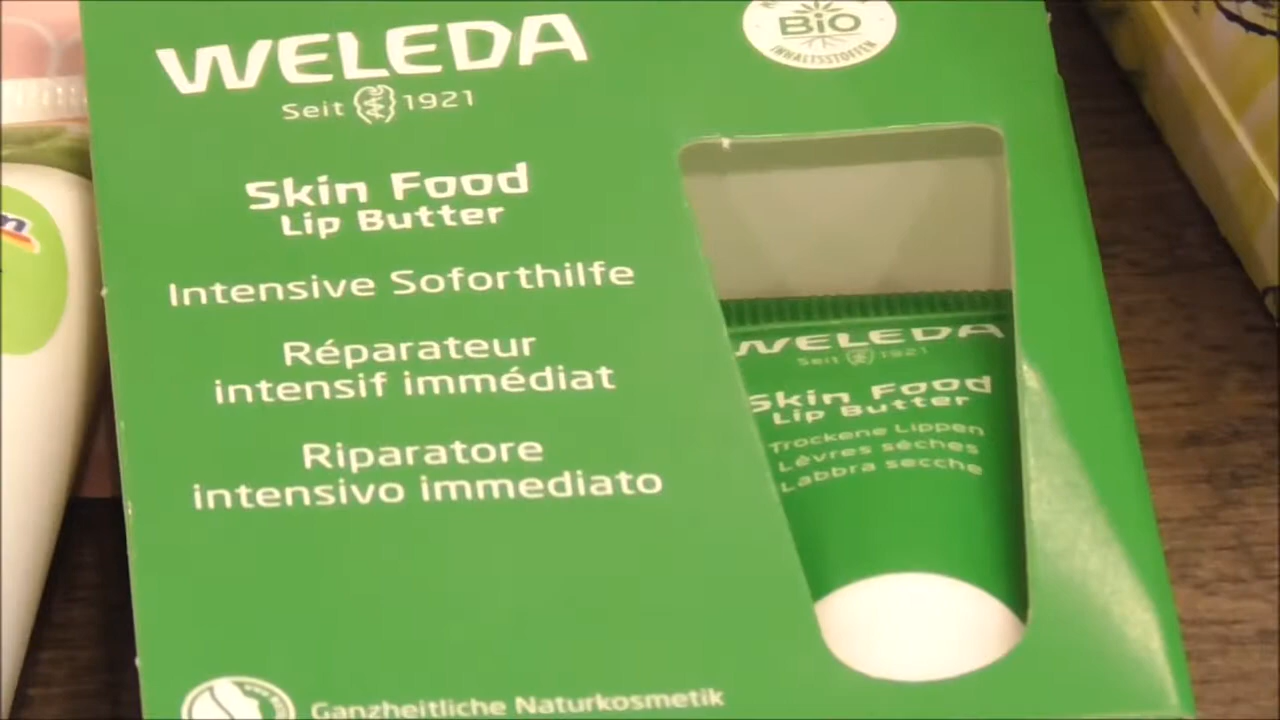 WELEDA
Seit 1921
BIO
INHALTSSTOFFEN
Skin Food
Lip Butter
Intensive Soforthilfe
Réparateur
intensif immédiat
Riparatore
intensivo immediato
WELEDA
Seit 1921
Skin Food
Lip Butter
Trockene Lippen
Lèvres sèches
Labbra secche
Ganzheitliche Naturkosmetik